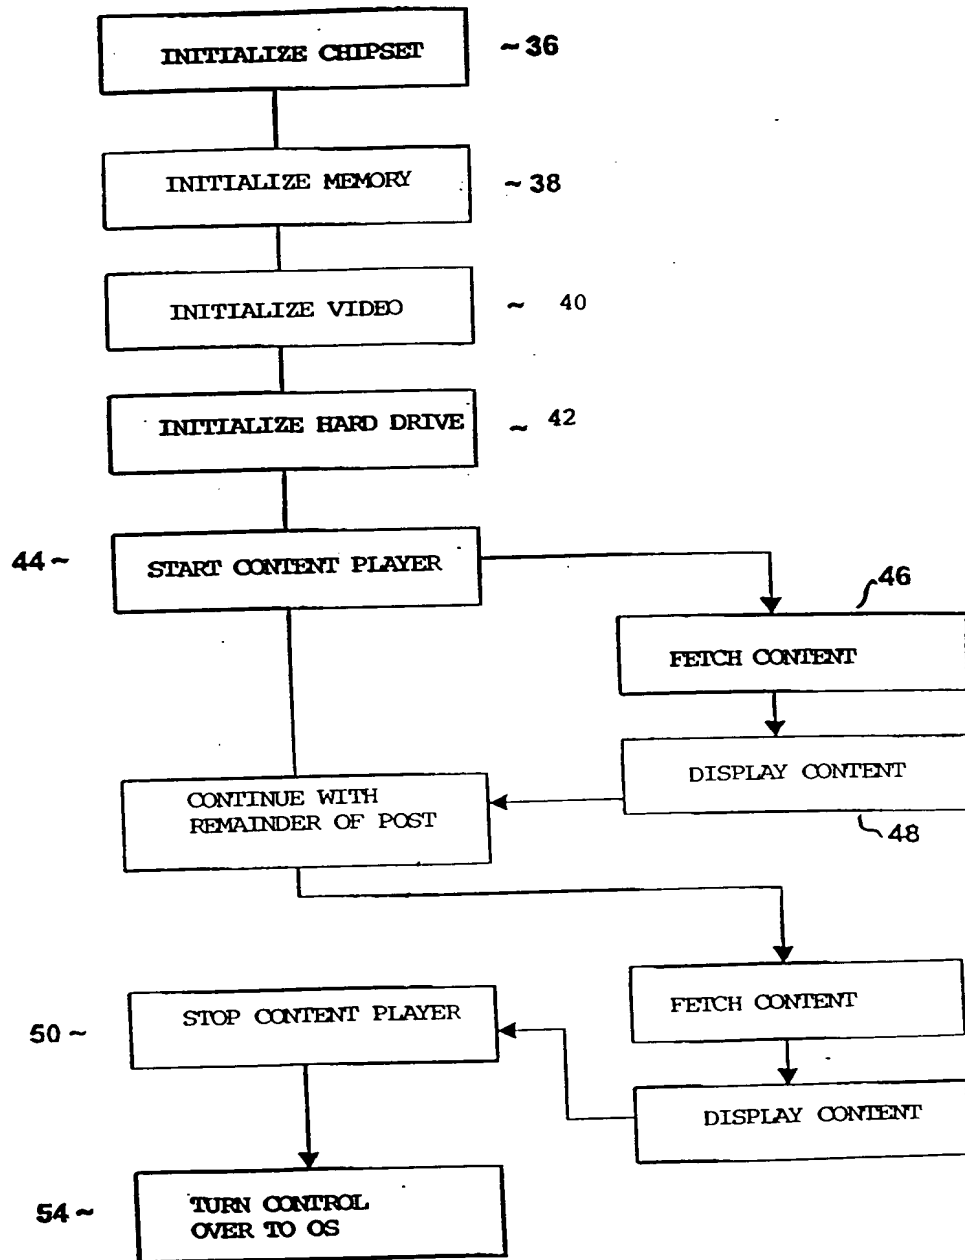 INITIALIZE CHIPSET ~36
INITIALIZE MEMORY ~38
INITIALIZE VIDEO ~ 40
INITIALIZE HARD DRIVE ~ 42
44~ START CONTENT PLAYER
46
FETCH CONTENT
DISPLAY CONTENT
48
CONTINUE WITH
REMAINDER OF POST
FETCH CONTENT
50~ STOP CONTENT PLAYER
DISPLAY CONTENT
54~ TURN CONTROL
OVER TO OS